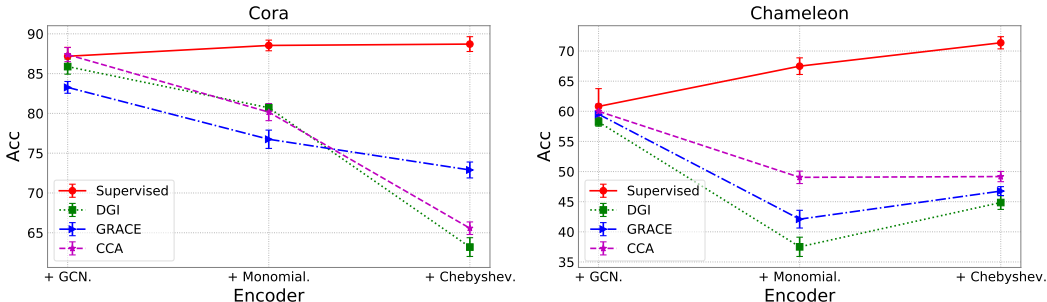 Cora
Acc
90
85
80
75
70
65
Supervised
DGI
GRACE
CCA
+ GCN.
+ Monomial.
+ Chebyshev.
Encoder
Chameleon
Acc
70
65
60
55
50
45
40
35
Supervised
DGI
GRACE
CCA
+ GCN.
+ Monomial.
+ Chebyshev.
Encoder